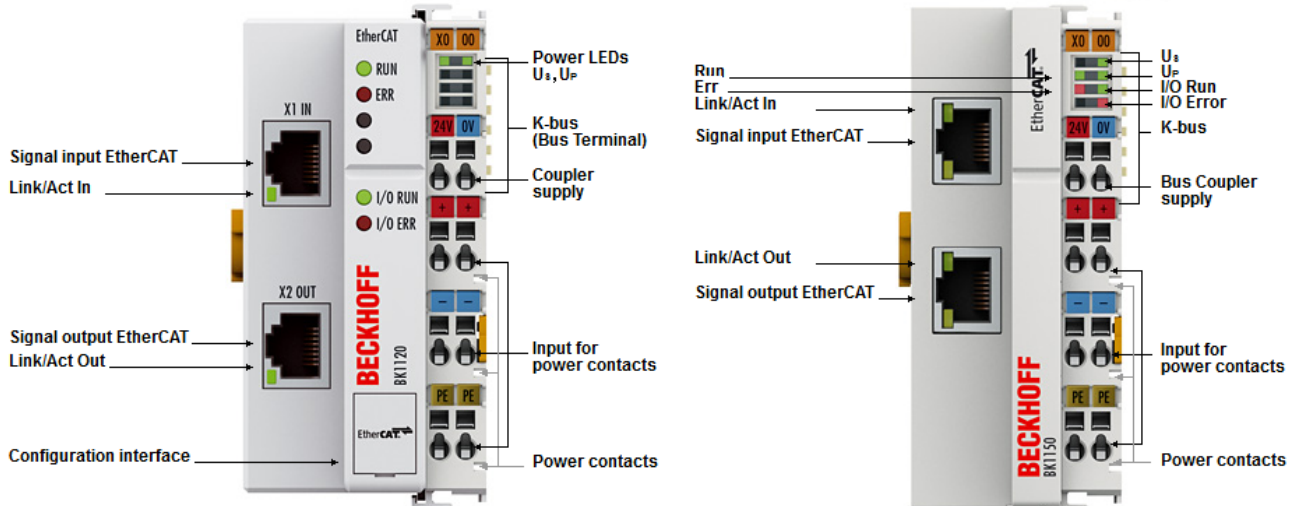 EtherCAT
RUN
ERR
X1 IN
I/O RUN
I/O ERR
X2 OUT
BECKHOFF
BK1120
EtherCAT.
X0 00
24V 0V
+ +
– –
PE PE
Signal input EtherCAT
Link/Act In
Signal output EtherCAT
Link/Act Out
Configuration interface
Power LEDs
Us, UP
K-bus
(Bus Terminal)
Coupler
supply
Input for
power contacts
Power contacts
Run
Err
Link/Act In
Signal input EtherCAT
Link/Act Out
Signal output EtherCAT
EtherCAT.
BECKHOFF
BK1150
X0 00
24V 0V
+ +
– –
PE PE
Us
UP
I/O Run
I/O Error
K-bus
Bus Coupler
supply
Input for
power contacts
Power contacts